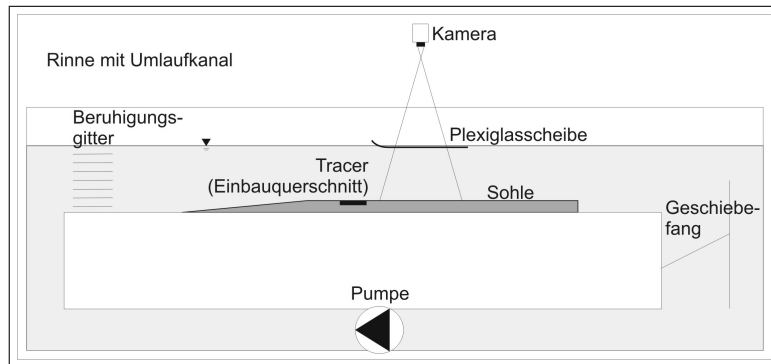 Kamera
Rinne mit Umlaufkanal
Beruhigungs-
gitter
Plexiglasscheibe
Tracer
(Einbauquerschnitt)
Sohle
Geschiebe-
fang
Pumpe